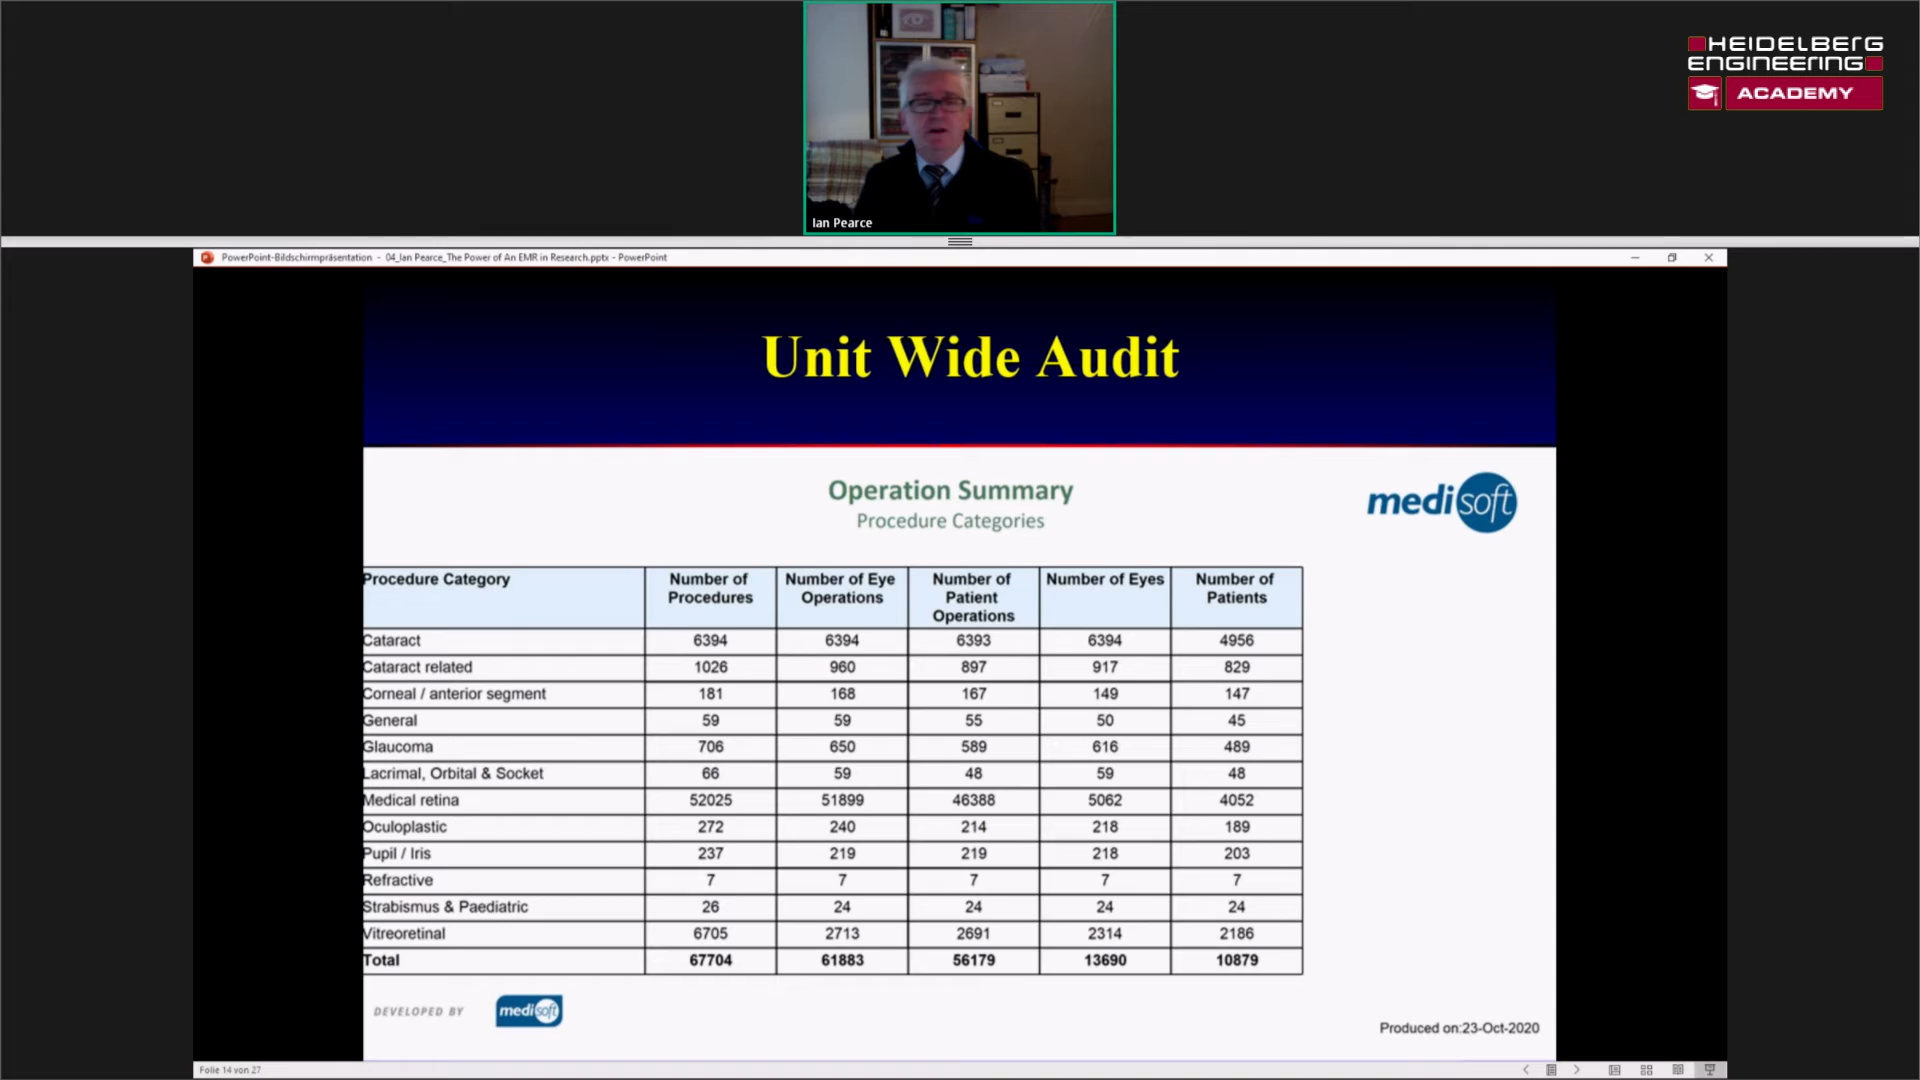 HEIDELBERG
ENGINEERING
ACADEMY
Ian Pearce
PowerPoint-Bildschirmpräsentation - 04_Ian Pearce_The Power of An EMR in Research.pptx - PowerPoint
Unit Wide Audit
Operation Summary
Procedure Categories
medisoft
Procedure Category Number of Procedures Number of Eye Operations Number of Patient Operations Number of Eyes Number of Patients
Cataract 6394 6394 6393 6394 4956
Cataract related 1026 960 897 917 829
Corneal / anterior segment 181 168 167 149 147
General 59 59 55 50 45
Glaucoma 706 650 589 616 489
Lacrimal, Orbital & Socket 66 59 48 59 48
Medical retina 52025 51899 46388 5062 4052
Oculoplastic 272 240 214 218 189
Pupil / Iris 237 219 219 218 203
Refractive 7 7 7 7 7
Strabismus & Paediatric 26 24 24 24 24
Vitreoretinal 6705 2713 2691 2314 2186
Total 67704 61883 56179 13690 10879
DEVELOPED BY medisoft
Produced on:23-Oct-2020
Folie 14 von 27